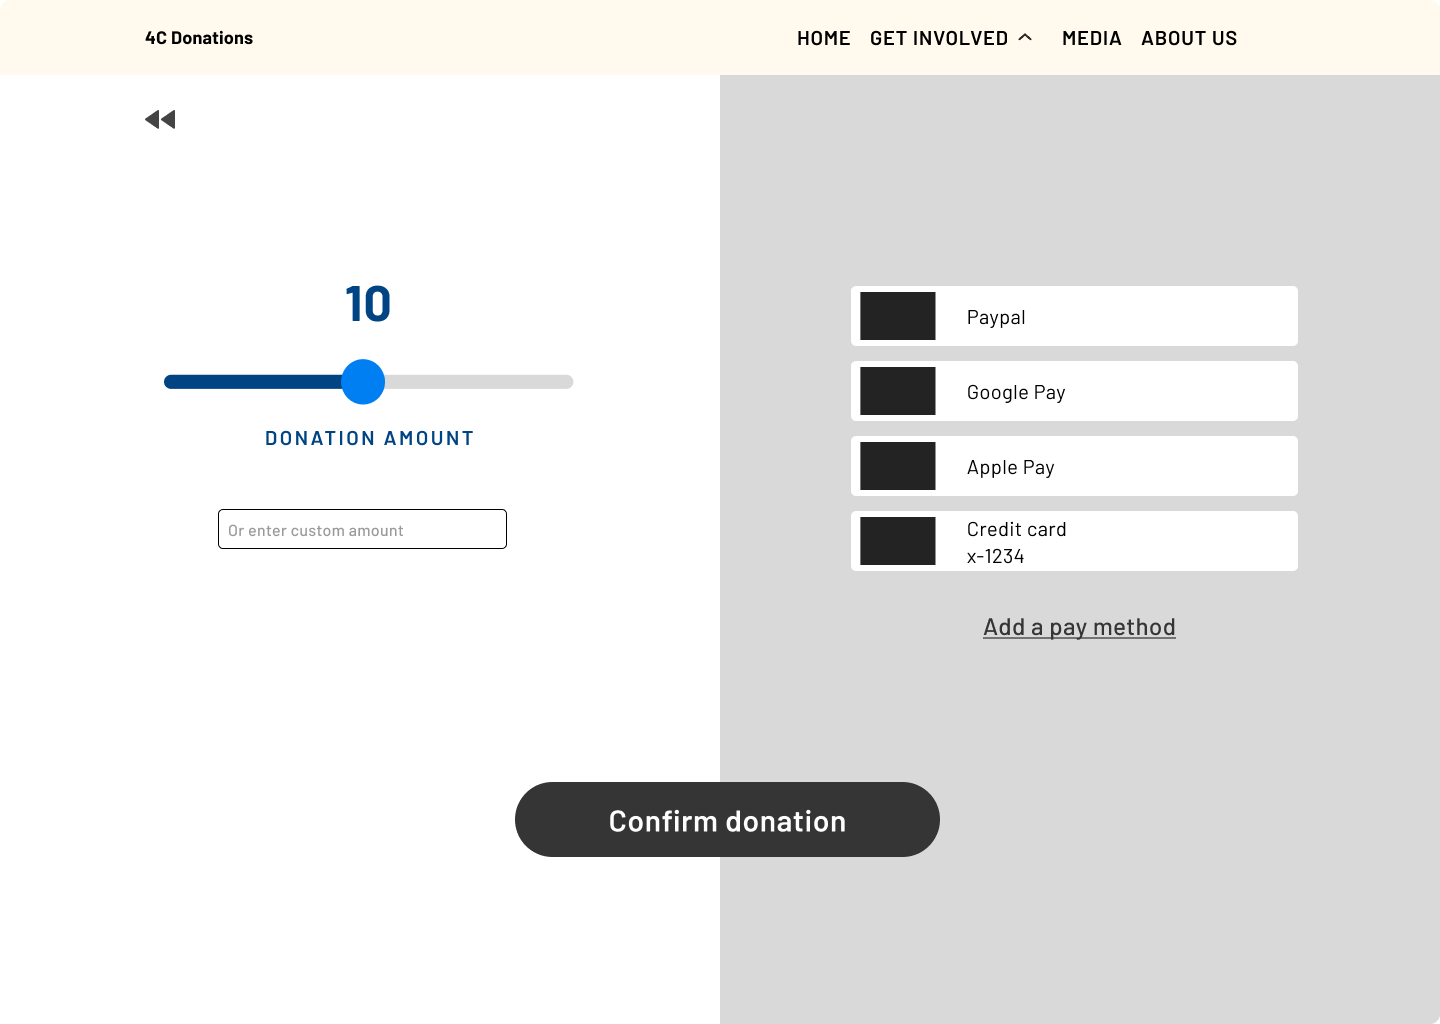 4C Donations
HOME GET INVOLVED MEDIA ABOUT US
10
DONATION AMOUNT
Or enter custom amount
Paypal
Google Pay
Apple Pay
Credit card
x-1234
Add a pay method
Confirm donation